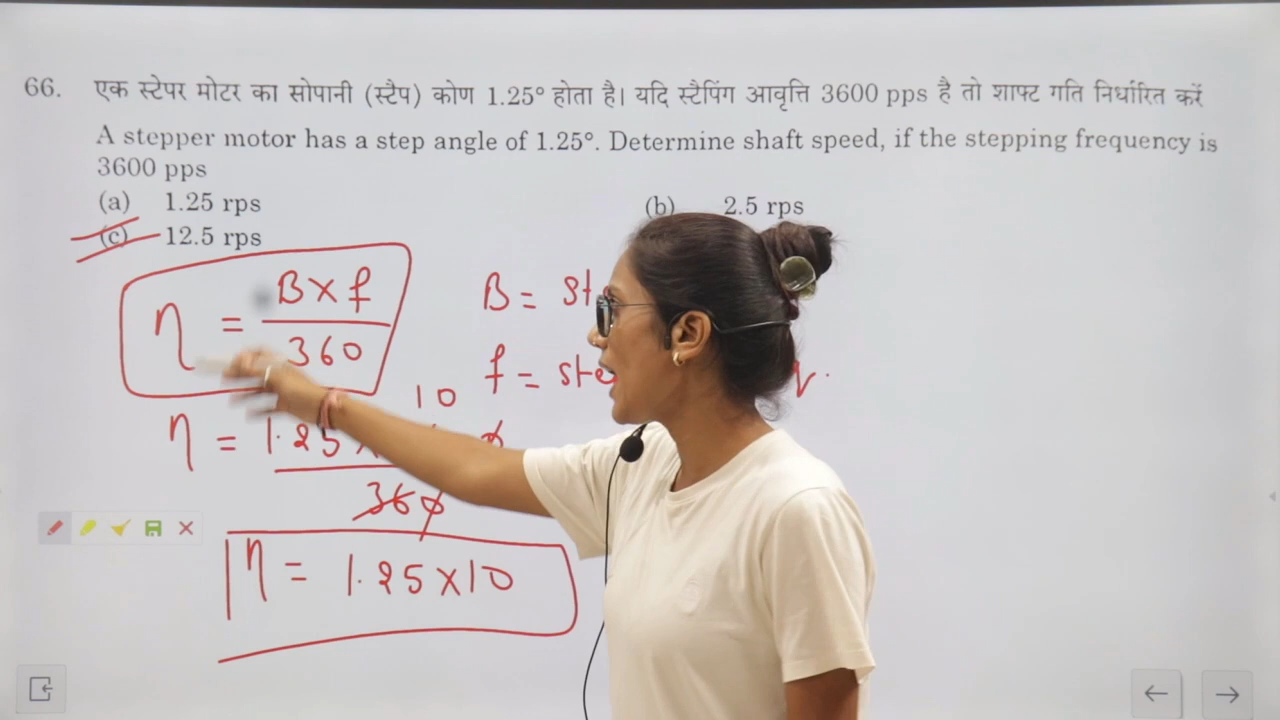 66. एक स्टेपर मोटर का सोपानी (स्टैप) कोण 1.25° होता है। यदि स्टैपिंग आवृत्ति 3600 pps है तो शाफ्ट गति निर्धारित करें
A stepper motor has a step angle of 1.25°. Determine shaft speed, if the stepping frequency is
3600 pps
(a) 1.25 rps (b) 2.5 rps
(c) 12.5 rps
η = B×f / 360
B =
f =
η = 1.25×
10
360
η = 1.25×10